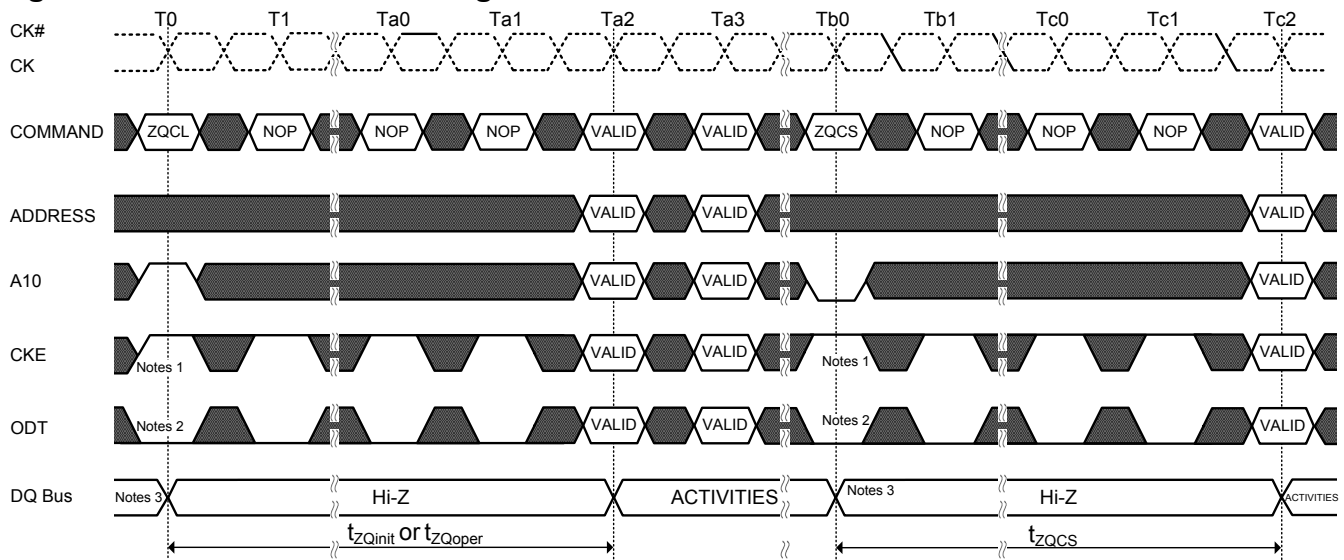 T0 T1 Ta0 Ta1 Ta2 Ta3 Tb0 Tb1 Tc0 Tc1 Tc2
CK#
CK
COMMAND ZQCL NOP NOP NOP VALID VALID ZQCS NOP NOP NOP VALID
ADDRESS VALID VALID VALID
A10 VALID VALID VALID
CKE Notes 1 VALID VALID Notes 1 VALID
ODT Notes 2 VALID VALID Notes 2 VALID
DQ Bus Notes 3 Hi-Z ACTIVITIES Notes 3 Hi-Z ACTIVITIES
tZQinit or tZQoper tZQCS